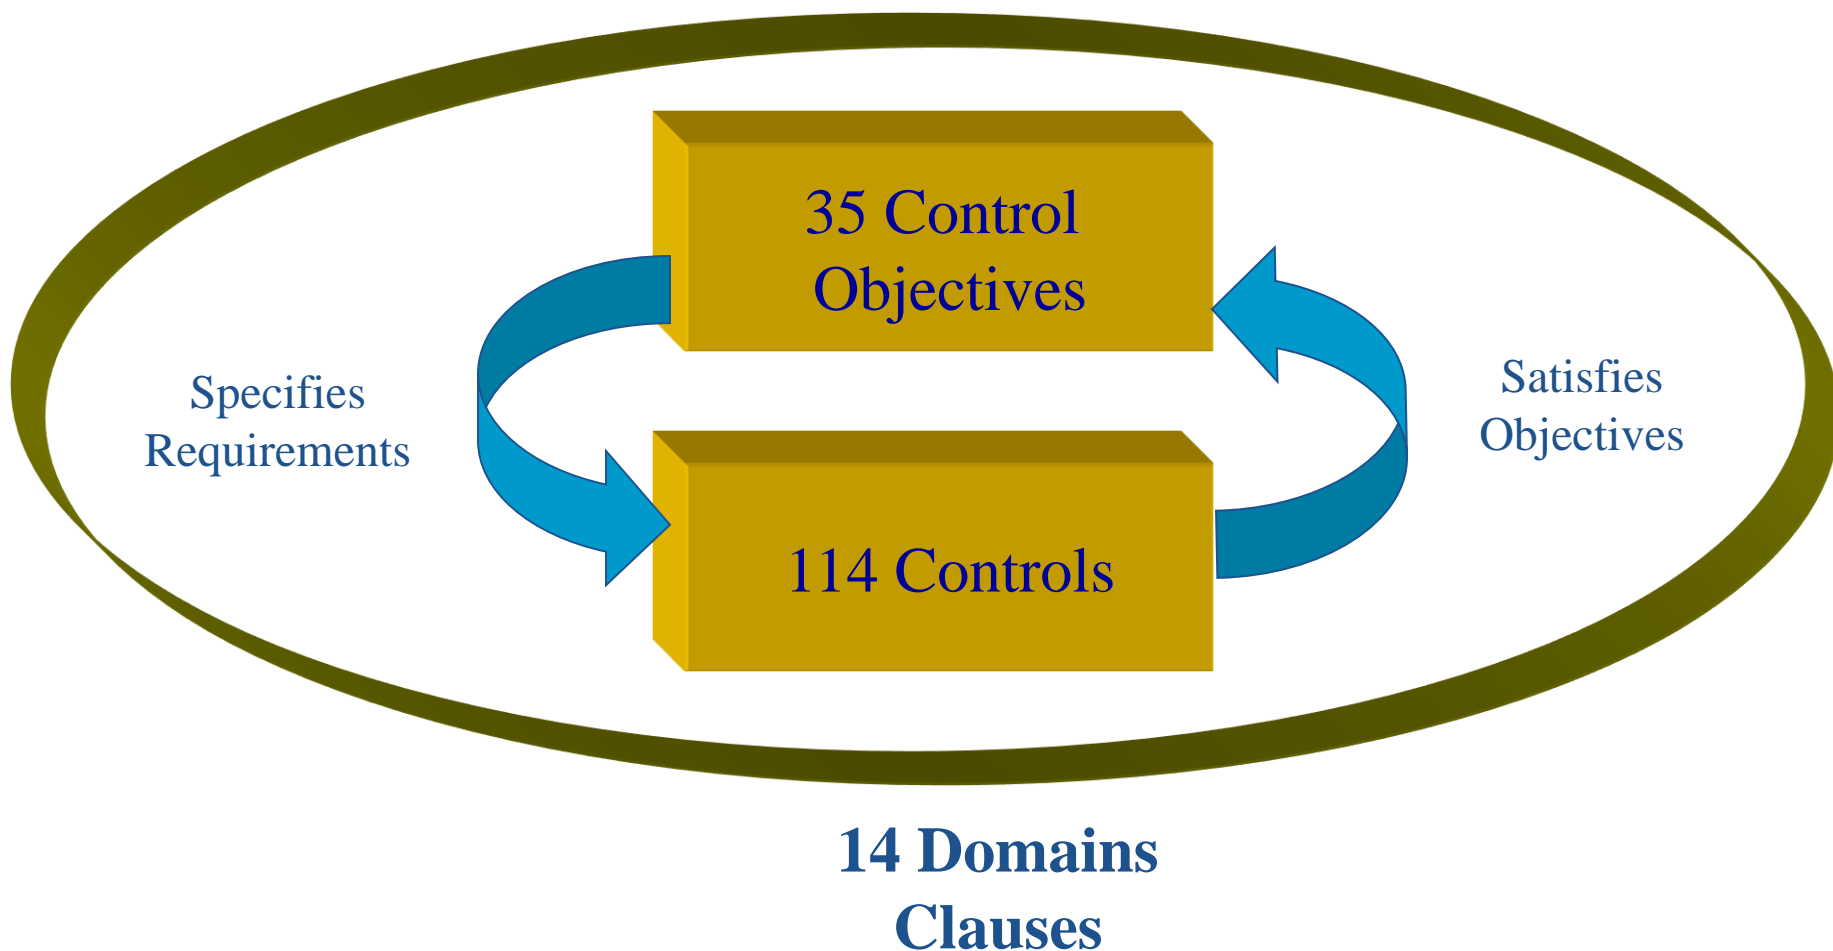 35 Control
Objectives
Specifies
Requirements
Satisfies
Objectives
114 Controls
14 Domains
Clauses